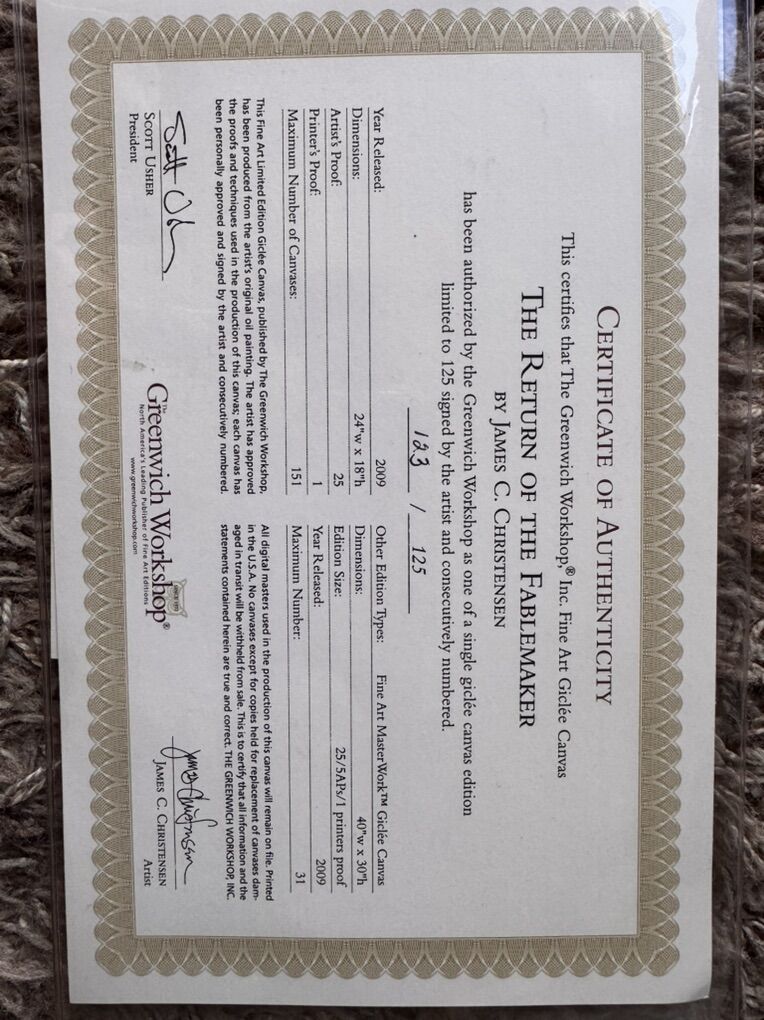 CERTIFICATE OF AUTHENTICITY
This certifies that The Greenwich Workshop,® Inc. Fine Art Giclée Canvas
THE RETURN OF THE FABLEMAKER
BY JAMES C. CHRISTENSEN
has been authorized by the Greenwich Workshop as one of a single giclée canvas edition
limited to 125 signed by the artist and consecutively numbered.
123 / 125
Year Released: 2009
Dimensions: 24"w x 18"h
Artist's Proof: 25
Printer's Proof: 1
Maximum Number of Canvases: 151
This Fine Art Limited Edition Giclée Canvas, published by The Greenwich Workshop,
has been produced from the artist's original oil painting. The artist has approved
the proofs and techniques used in the production of this canvas; each canvas has
been personally approved and signed by the artist and consecutively numbered.
Other Edition Types: Fine Art MasterWork™ Giclée Canvas
Dimensions: 40"w x 30"h
Edition Size: 25/5APs/1 printers proof
Year Released: 2009
Maximum Number: 31
All digital masters used in the production of this canvas will remain on file. Printed
in the U.S.A. No canvases except for copies held for replacement of canvases dam-
aged in transit will be withheld from sale. This is to certify that all information and the
statements contained herein are true and correct. THE GREENWICH WORKSHOP, INC.
Scott Usher
SCOTT USHER
President
The
Greenwich Workshop®
North America's Leading Publisher of Fine Art Editions
www.greenwichworkshop.com
James Christensen
JAMES C. CHRISTENSEN
Artist